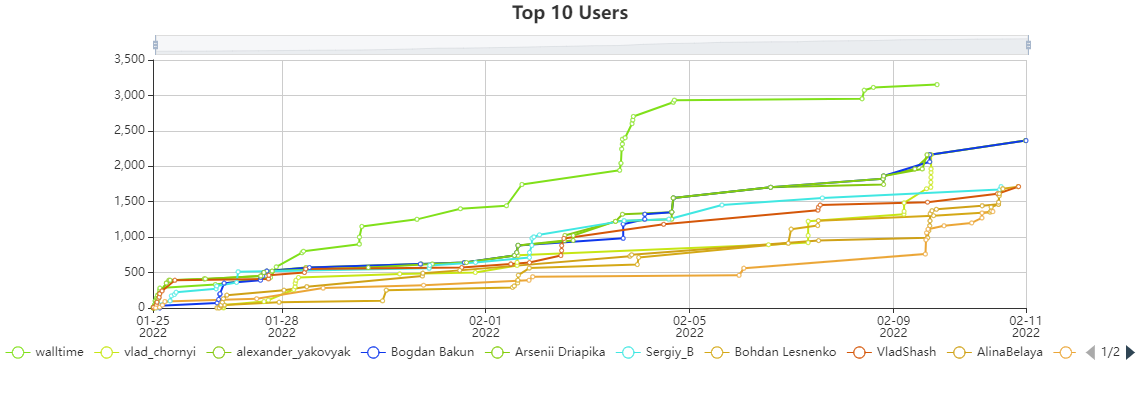 Top 10 Users
3,500
3,000
2,500
2,000
1,500
1,000
500
0
01-25 01-28 02-01 02-05 02-09 02-11
2022 2022 2022 2022 2022 2022
walltime vlad_chornyi alexander_yakovyak Bogdan Bakun Arsenii Driapika Sergiy_B Bohdan Lesnenko VladShash AlinaBelaya 1/2